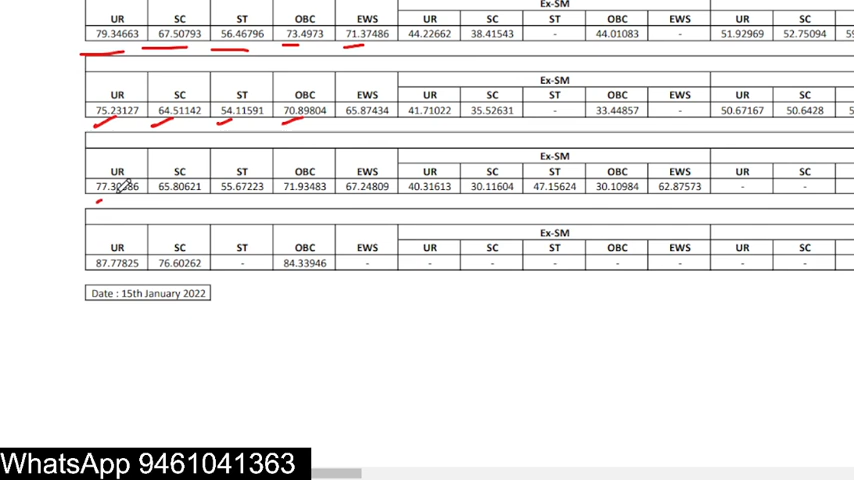 Ex-SM
UR SC ST OBC EWS UR SC ST OBC EWS UR SC
79.34663 67.50793 56.46796 73.4973 71.37486 44.22662 38.41543 - 44.01083 - 51.92969 52.75094
Ex-SM
UR SC ST OBC EWS UR SC ST OBC EWS UR SC
75.23127 64.51142 54.11591 70.89804 65.87434 41.71022 35.52631 - 33.44857 - 50.67167 50.6428
Ex-SM
UR SC ST OBC EWS UR SC ST OBC EWS UR SC
65.80621 55.67223 71.93483 67.24809 40.31613 30.11604 47.15624 30.10984 62.87573 - -
Ex-SM
UR SC ST OBC EWS UR SC ST OBC EWS UR SC
87.77825 76.60262 - 84.33946 - - - - - - - -
Date : 15th January 2022
WhatsApp 9461041363